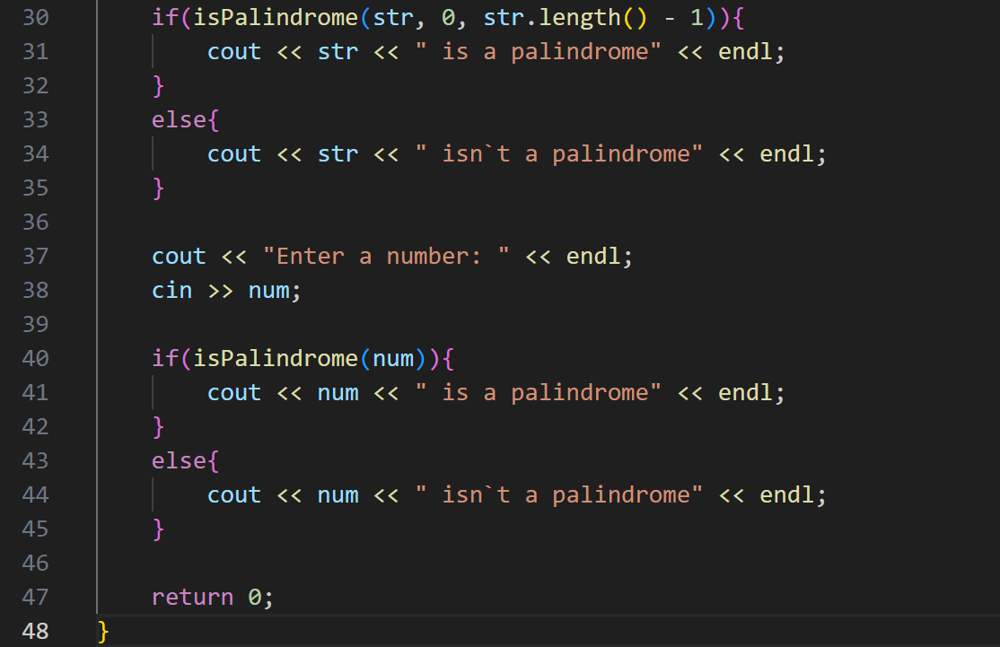 30 if(isPalindrome(str, 0, str.length() - 1)){
31 cout << str << " is a palindrome" << endl;
32 }
33 else{
34 cout << str << " isn`t a palindrome" << endl;
35 }
36
37 cout << "Enter a number: " << endl;
38 cin >> num;
39
40 if(isPalindrome(num)){
41 cout << num << " is a palindrome" << endl;
42 }
43 else{
44 cout << num << " isn`t a palindrome" << endl;
45 }
46
47 return 0;
48 }